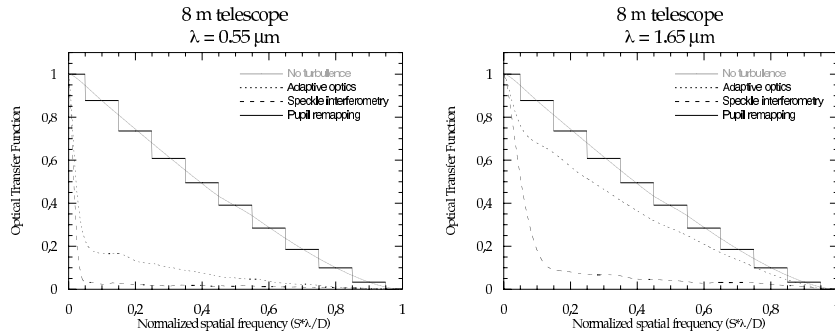 8 m telescope
λ = 0.55 µm
No turbulence
Adaptive optics
Speckle interferometry
Pupil remapping
Optical Transfer Function
1
0,8
0,6
0,4
0,2
0
0
0,2
0,4
0,6
0,8
1
Normalized spatial frequency (S*λ/D)
8 m telescope
λ = 1.65 µm
No turbulence
Adaptive optics
Speckle interferometry
Pupil remapping
Optical Transfer Function
1
0,8
0,6
0,4
0,2
0
0
0,2
0,4
0,6
0,8
1
Normalized spatial frequency (S*λ/D)